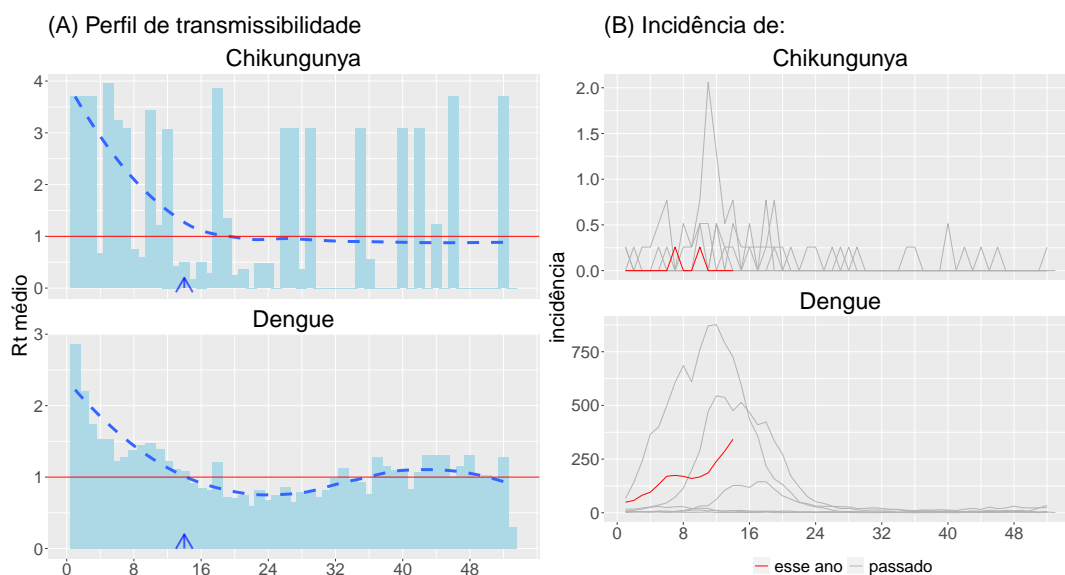 (A) Perfil de transmissibilidade
Chikungunya
4
3
2
1
0
Dengue
3
2
1
0
0 8 16 24 32 40 48
Rt médio
(B) Incidência de:
Chikungunya
2.0
1.5
1.0
0.5
0.0
Dengue
750
500
250
0
0 8 16 24 32 40 48
incidência
esse ano passado